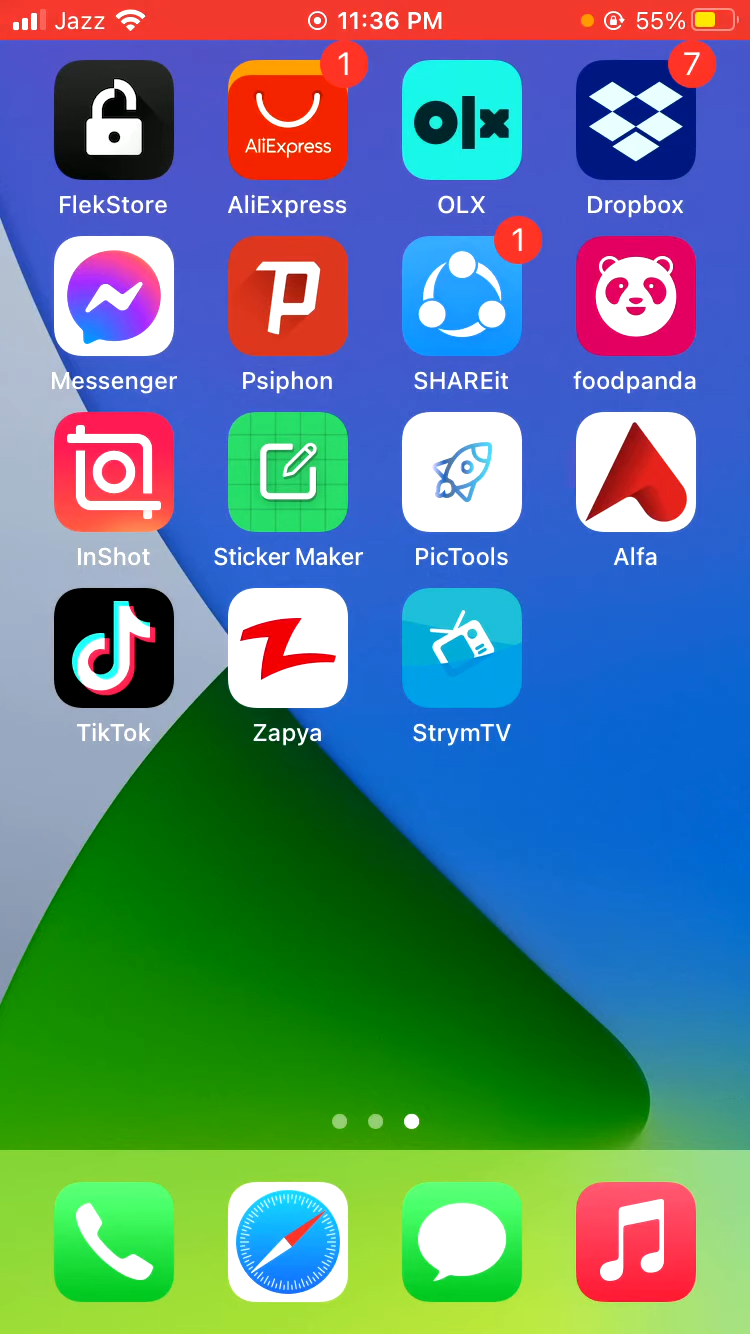 Jazz 11:36 PM 55%
1 7
AliExpress olx
FlekStore AliExpress OLX Dropbox
1
Messenger Psiphon SHAREit foodpanda
InShot Sticker Maker PicTools Alfa
TikTok Zapya StrymTV